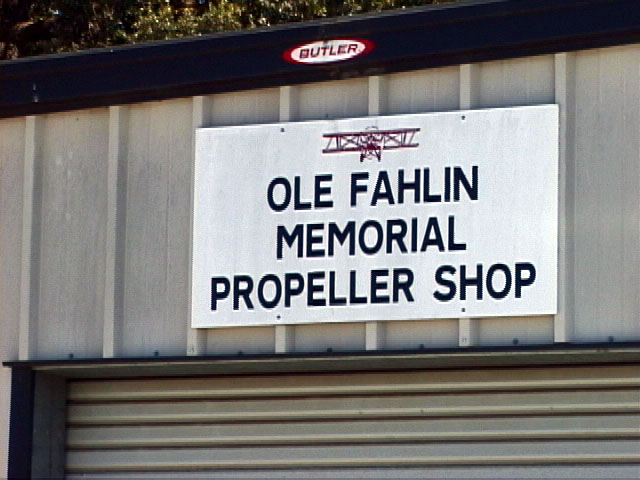 BUTLER
OLE FAHLIN
MEMORIAL
PROPELLER SHOP